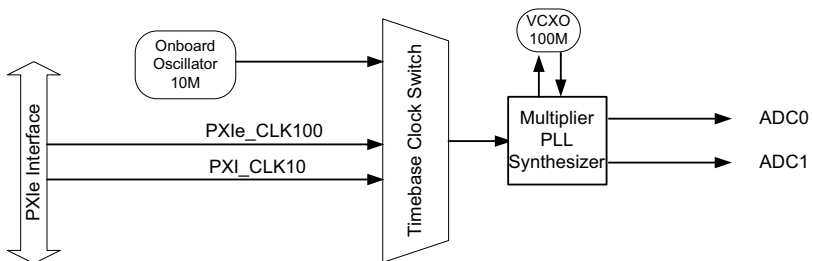 Onboard
Oscillator
10M
VCXO
100M
PXIe Interface
PXIe_CLK100
PXI_CLK10
Timebase Clock Switch
Multiplier
PLL
Synthesizer
ADC0
ADC1